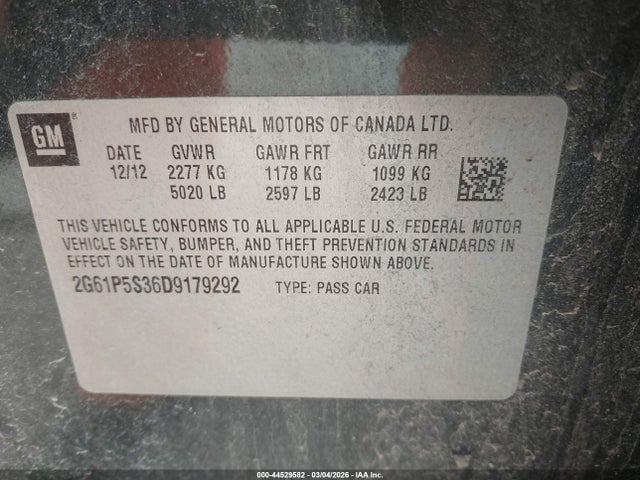 GM
MFD BY GENERAL MOTORS OF CANADA LTD.
DATE GVWR GAWR FRT GAWR RR
12/12 2277 KG 1178 KG 1099 KG
5020 LB 2597 LB 2423 LB
THIS VEHICLE CONFORMS TO ALL APPLICABLE U.S. FEDERAL MOTOR
VEHICLE SAFETY, BUMPER, AND THEFT PREVENTION STANDARDS IN
EFFECT ON THE DATE OF MANUFACTURE SHOWN ABOVE.
2G61P5S36D9179292 TYPE: PASS CAR
000-44529582 | 03/04/2026 | IAA Inc.